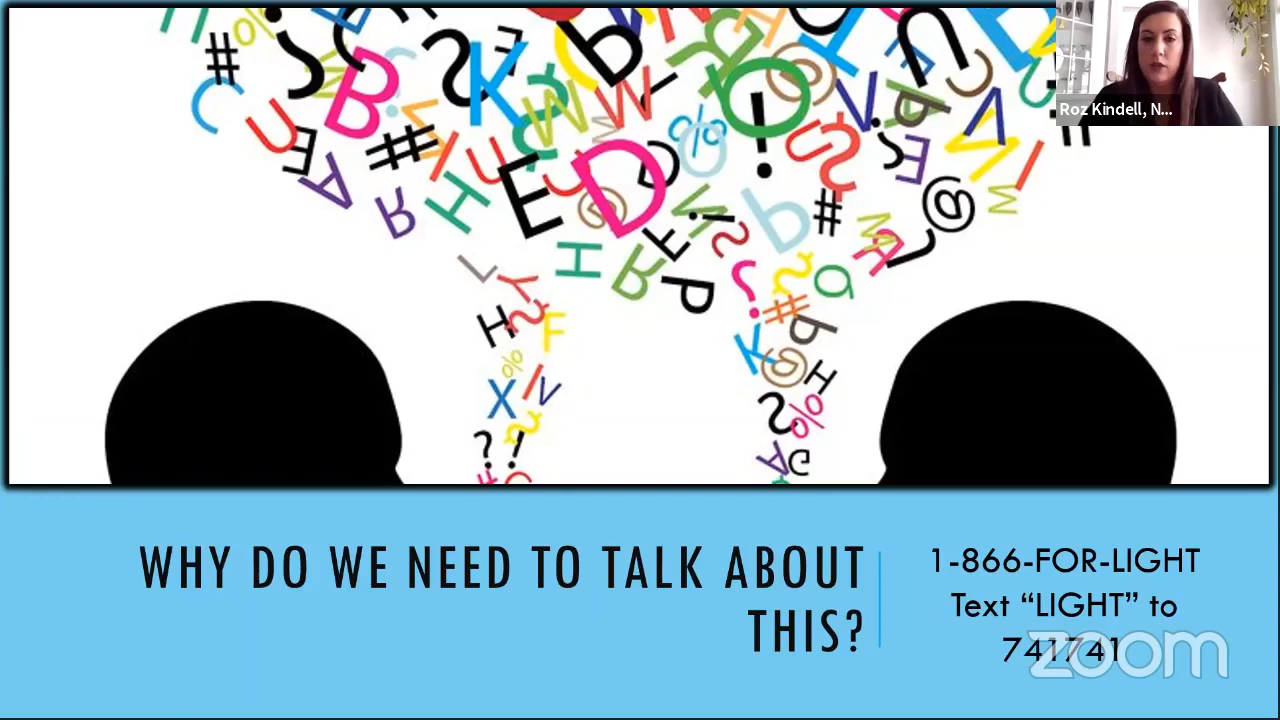 Roz Kindell, N...
WHY DO WE NEED TO TALK ABOUT
THIS?
1-866-FOR-LIGHT
Text “LIGHT” to
741741
zoom